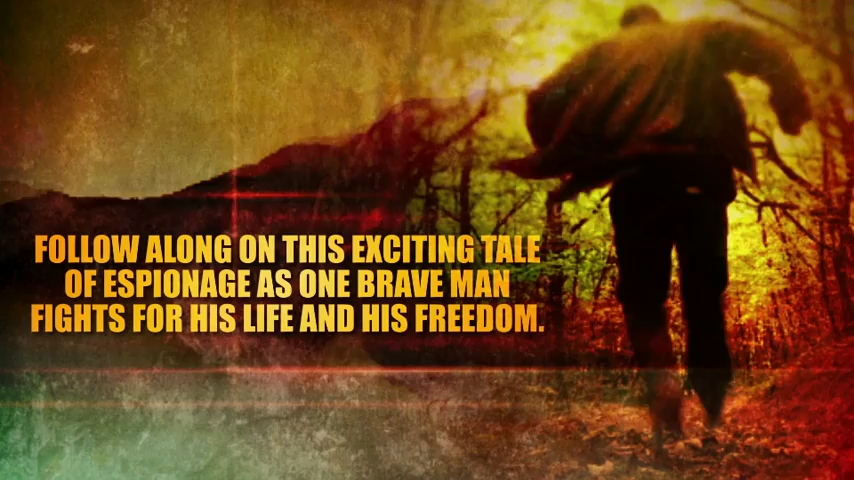 FOLLOW ALONG ON THIS EXCITING TALE
OF ESPIONAGE AS ONE BRAVE MAN
FIGHTS FOR HIS LIFE AND HIS FREEDOM.